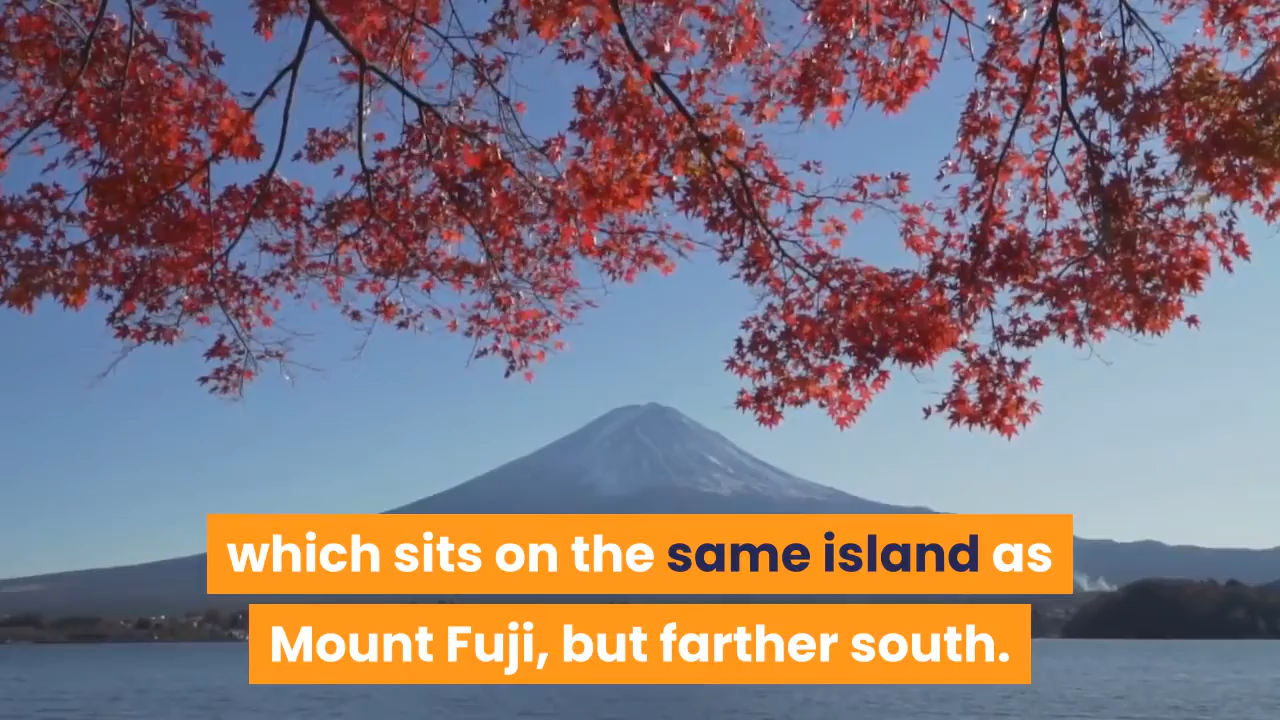 which sits on the same island as
Mount Fuji, but farther south.